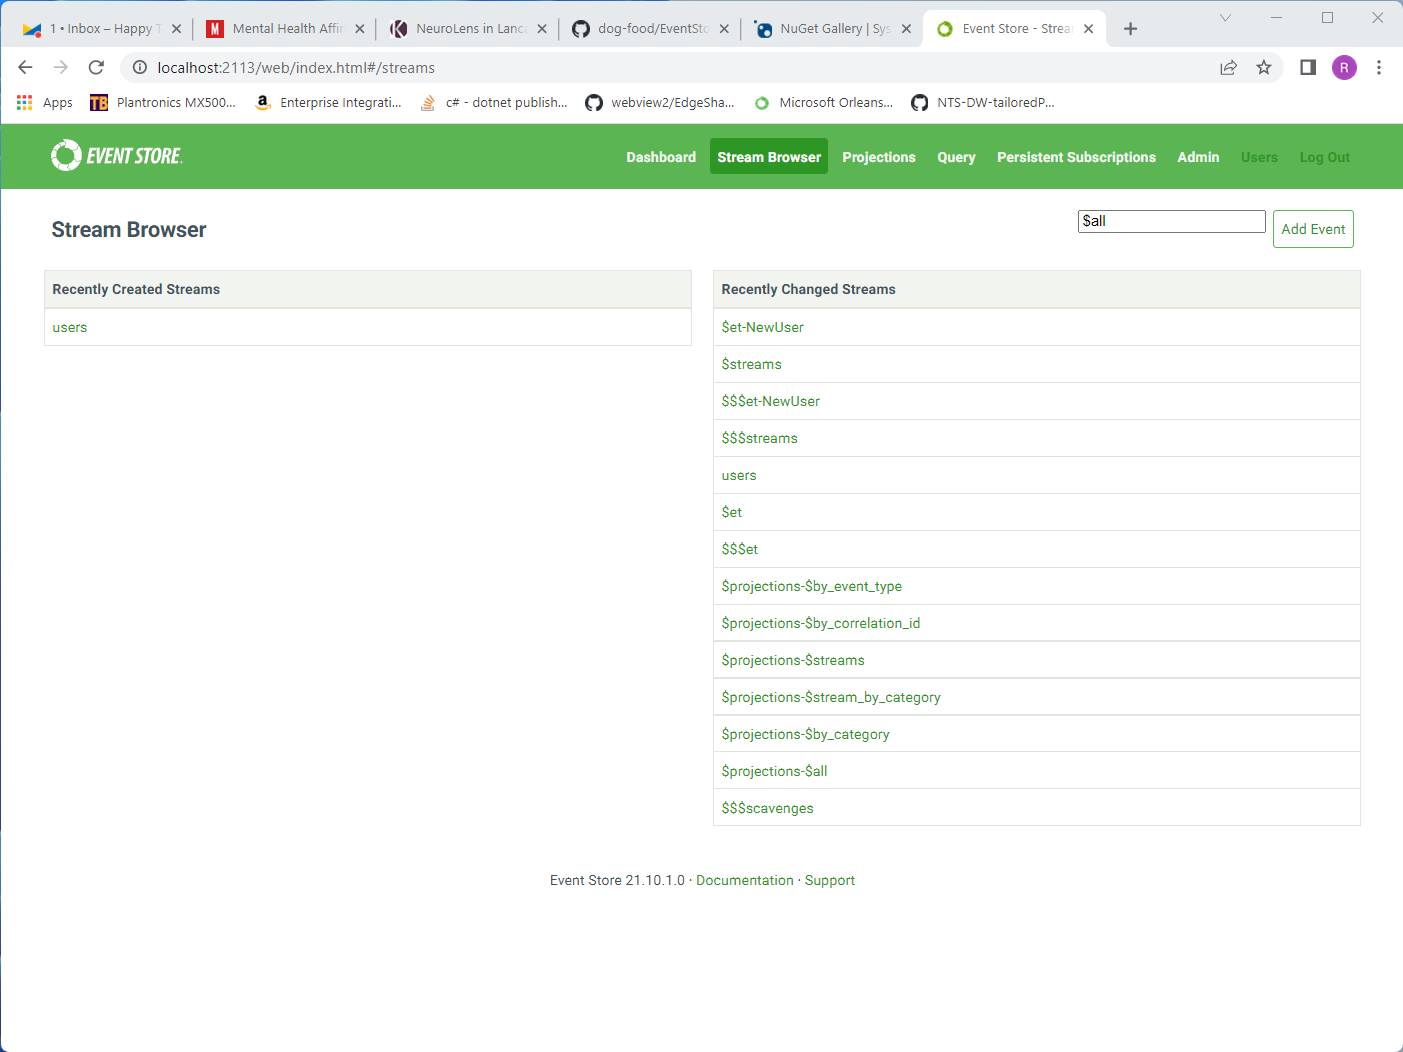 1 • Inbox – Happy T
Mental Health Affir
NeuroLens in Lanca
dog-food/EventSto
NuGet Gallery | Sys
Event Store - Strea
localhost:2113/web/index.html#/streams
R
Apps
Plantronics MX500...
Enterprise Integrati...
c# - dotnet publish...
webview2/EdgeSha...
Microsoft Orleans...
NTS-DW-tailoredP...
EVENT STORE.
Dashboard
Stream Browser
Projections
Query
Persistent Subscriptions
Admin
Users
Log Out
Stream Browser
$all
Add Event
Recently Created Streams
users
Recently Changed Streams
$et-NewUser
$streams
$$$et-NewUser
$$$streams
users
$et
$$$et
$projections-$by_event_type
$projections-$by_correlation_id
$projections-$streams
$projections-$stream_by_category
$projections-$by_category
$projections-$all
$$$scavenges
Event Store 21.10.1.0 · Documentation · Support